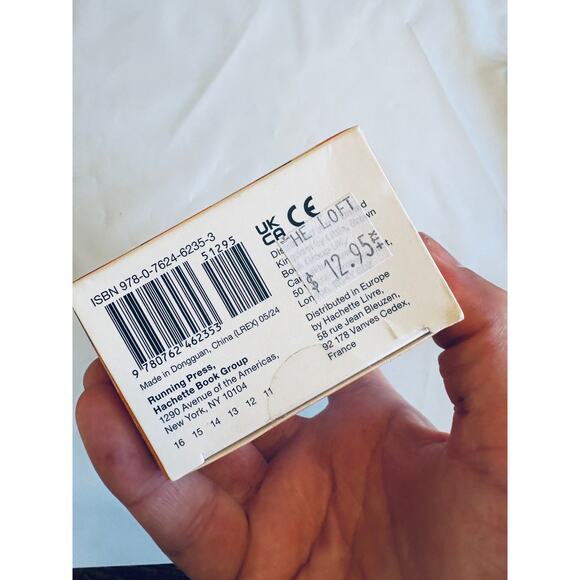 ISBN 978-0-7624-6235-3
51295
9 780762 462353
Made in Dongguan, China (LREX) 05/24
Running Press,
Hachette Book Group
1290 Avenue of the Americas,
New York, NY 10104
16 15 14 13 12 11
UK
CA CE
THE LOFT
$ 12.95
Distributed in Europe
by Hachette Livre,
58 rue Jean Bleuzen,
92 178 Vanves Cedex,
France